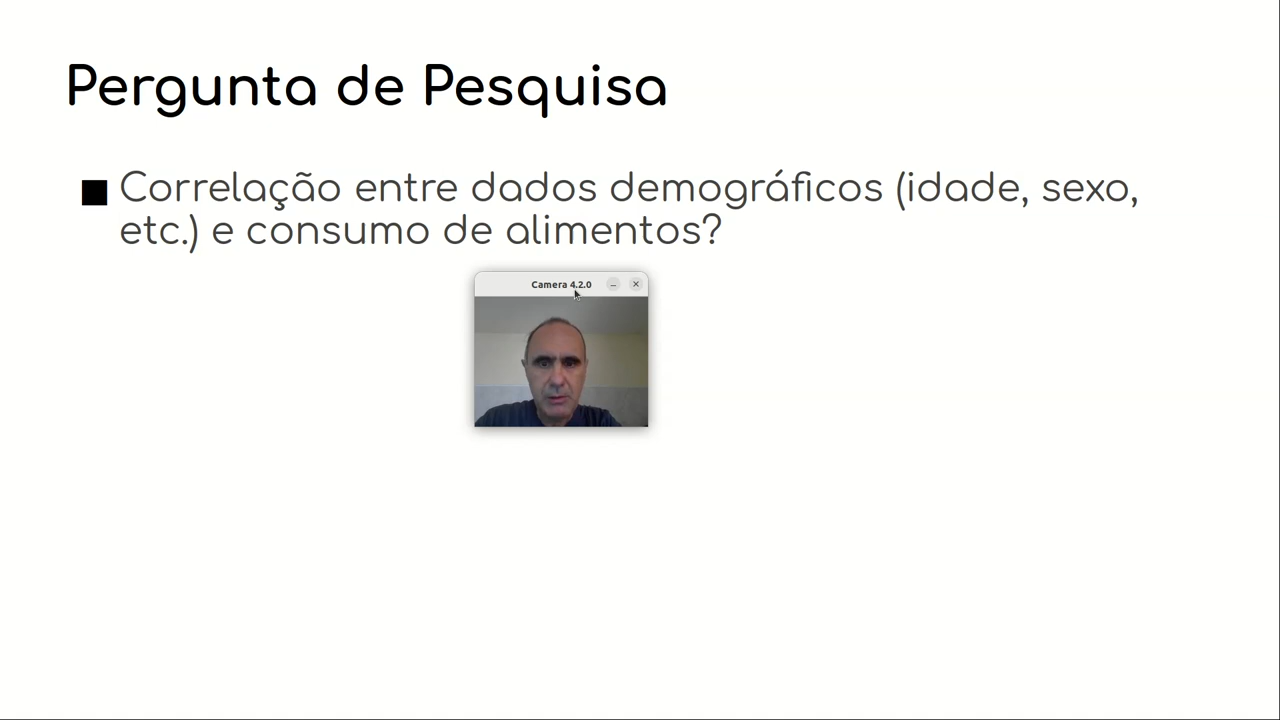 Pergunta de Pesquisa
Correlação entre dados demográficos (idade, sexo,
etc.) e consumo de alimentos?
Camera 4.2.0